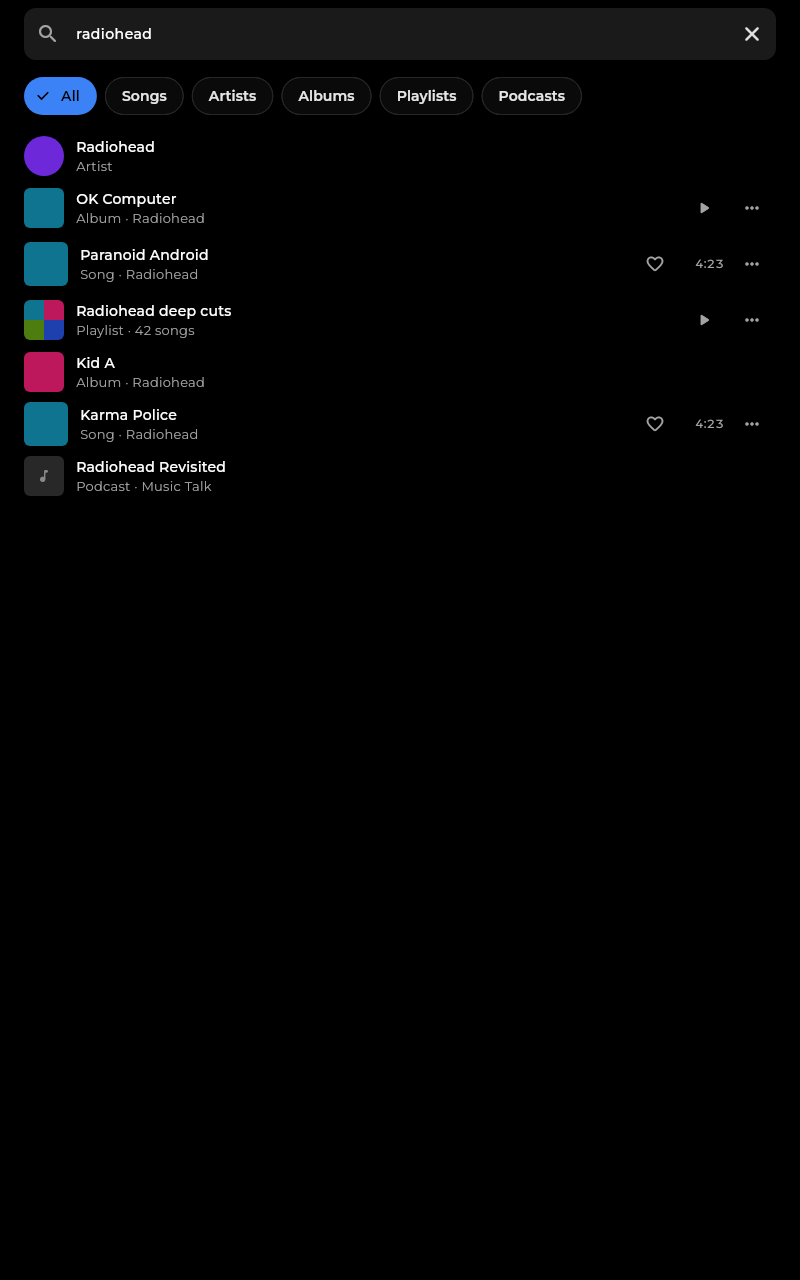 radiohead
All Songs Artists Albums Playlists Podcasts
Radiohead
Artist
OK Computer
Album · Radiohead
Paranoid Android
Song · Radiohead
4:23
Radiohead deep cuts
Playlist · 42 songs
Kid A
Album · Radiohead
Karma Police
Song · Radiohead
4:23
Radiohead Revisited
Podcast · Music Talk